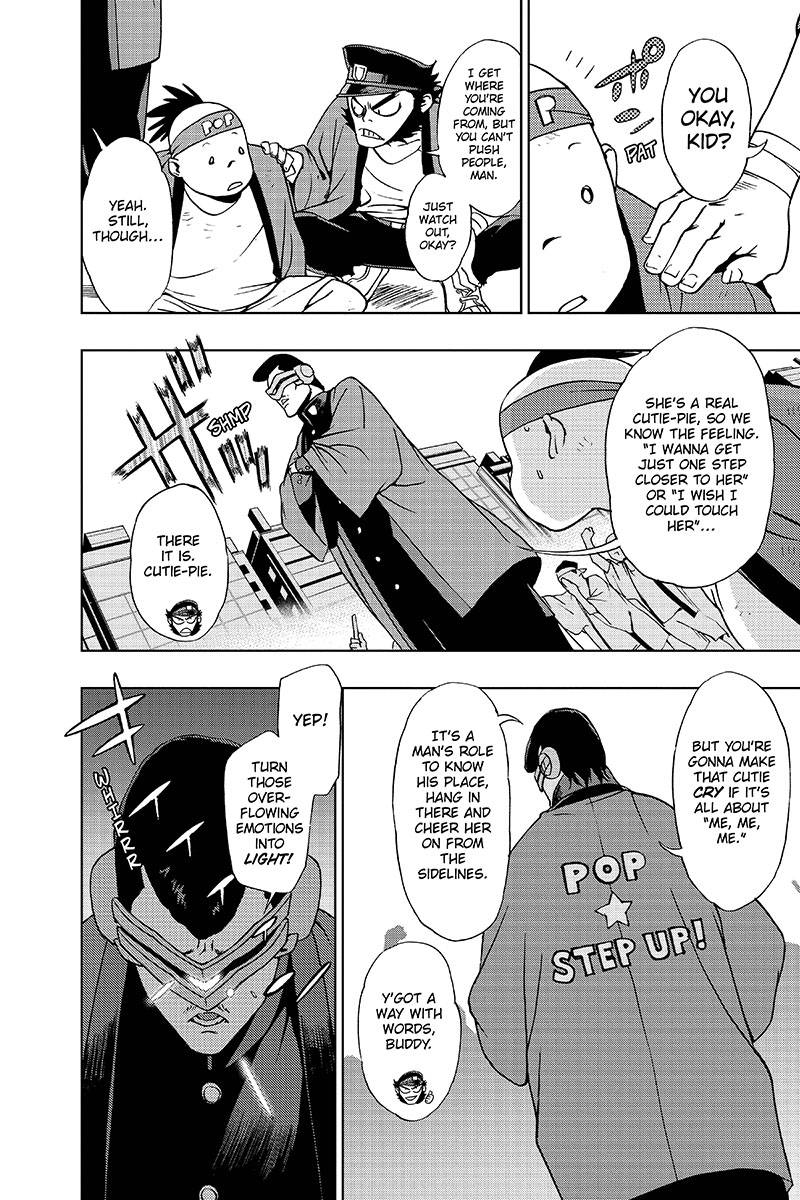 YOU
OKAY,
KID?
P
PAT
I GET
WHERE
YOU'RE
COMING
FROM, BUT
YOU CAN'T
PUSH
PEOPLE,
MAN.
JUST
WATCH
OUT,
OKAY?
POP
YEAH.
STILL,
THOUGH...
SHE'S A REAL
CUTIE-PIE, SO WE
KNOW THE FEELING.
"I WANNA GET
JUST ONE STEP
CLOSER TO HER"
OR "I WISH I
COULD TOUCH
HER"...
SHMP
THERE
IT IS.
CUTIE-PIE.
BUT YOU'RE
GONNA MAKE
THAT CUTIE
CRY IF IT'S
ALL ABOUT
"ME, ME,
ME."
POP
☆
STEP UP!
IT'S A
MAN'S ROLE
TO KNOW
HIS PLACE,
HANG IN
THERE AND
CHEER HER
ON FROM
THE
SIDELINES.
Y'GOT A
WAY WITH
WORDS,
BUDDY.
YEP!
TURN
THOSE
OVER-
FLOWING
EMOTIONS
INTO
LIGHT!
WHRRR